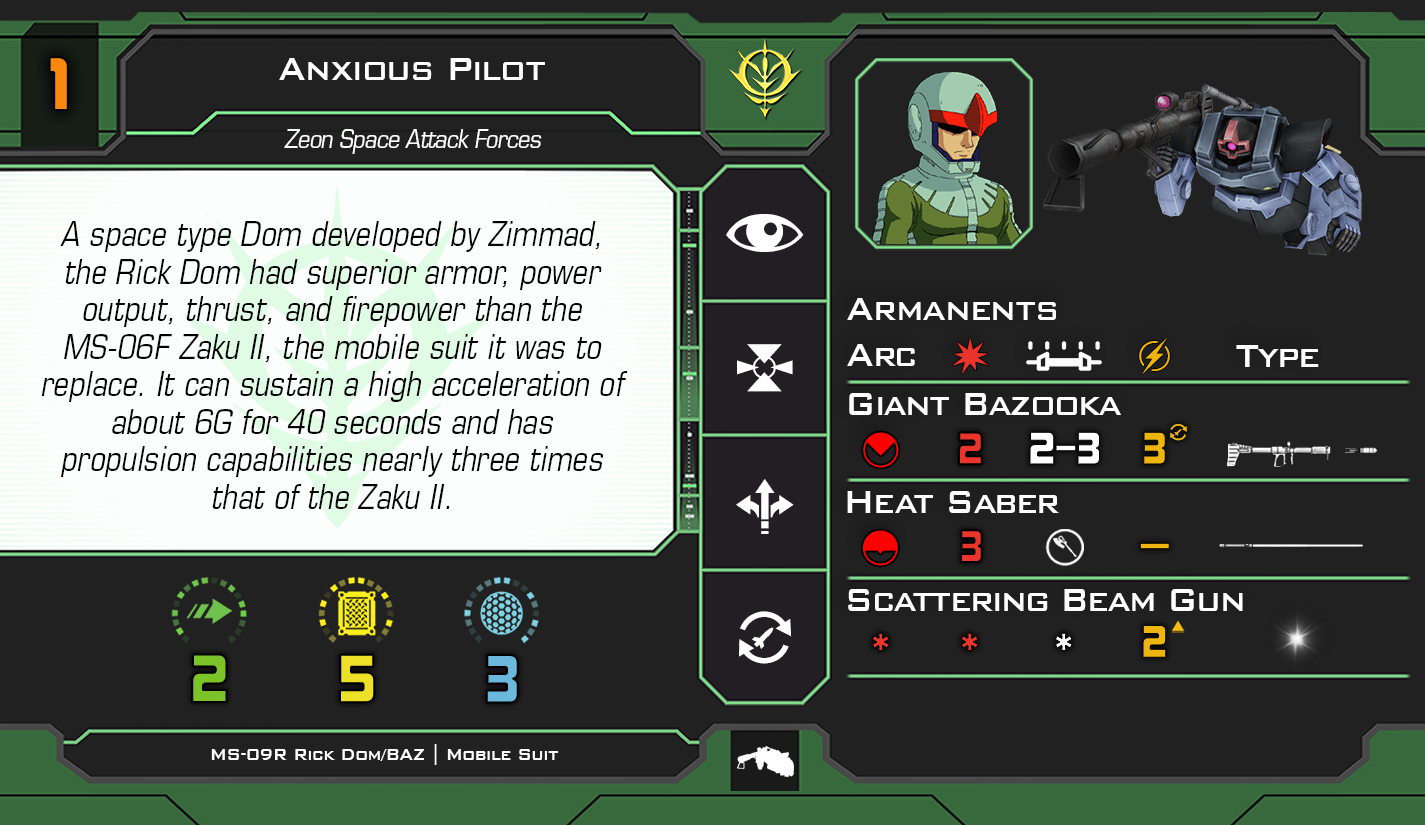 1
Anxious Pilot
Zeon Space Attack Forces
A space type Dom developed by Zimmad,
the Rick Dom had superior armor, power
output, thrust, and firepower than the
MS-06F Zaku II, the mobile suit it was to
replace. It can sustain a high acceleration of
about 6G for 40 seconds and has
propulsion capabilities nearly three times
that of the Zaku II.
2 5 3
MS-09R Rick Dom/BAZ | Mobile Suit
Armanents
Arc Type
Giant Bazooka
2 2-3 3
Heat Saber
3 –
Scattering Beam Gun
* * * 2